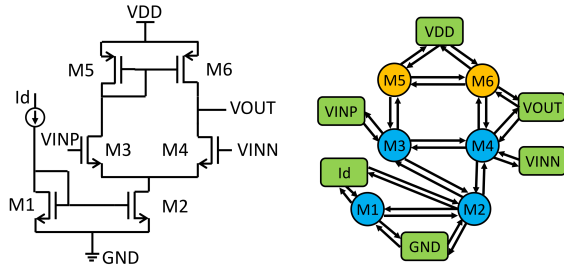 VDD
M5
M6
Id
VOUT
VINP
M3
M4
VINN
M1
M2
GND
VDD
M5
M6
VINP
VOUT
M3
M4
VINN
Id
M1
M2
GND